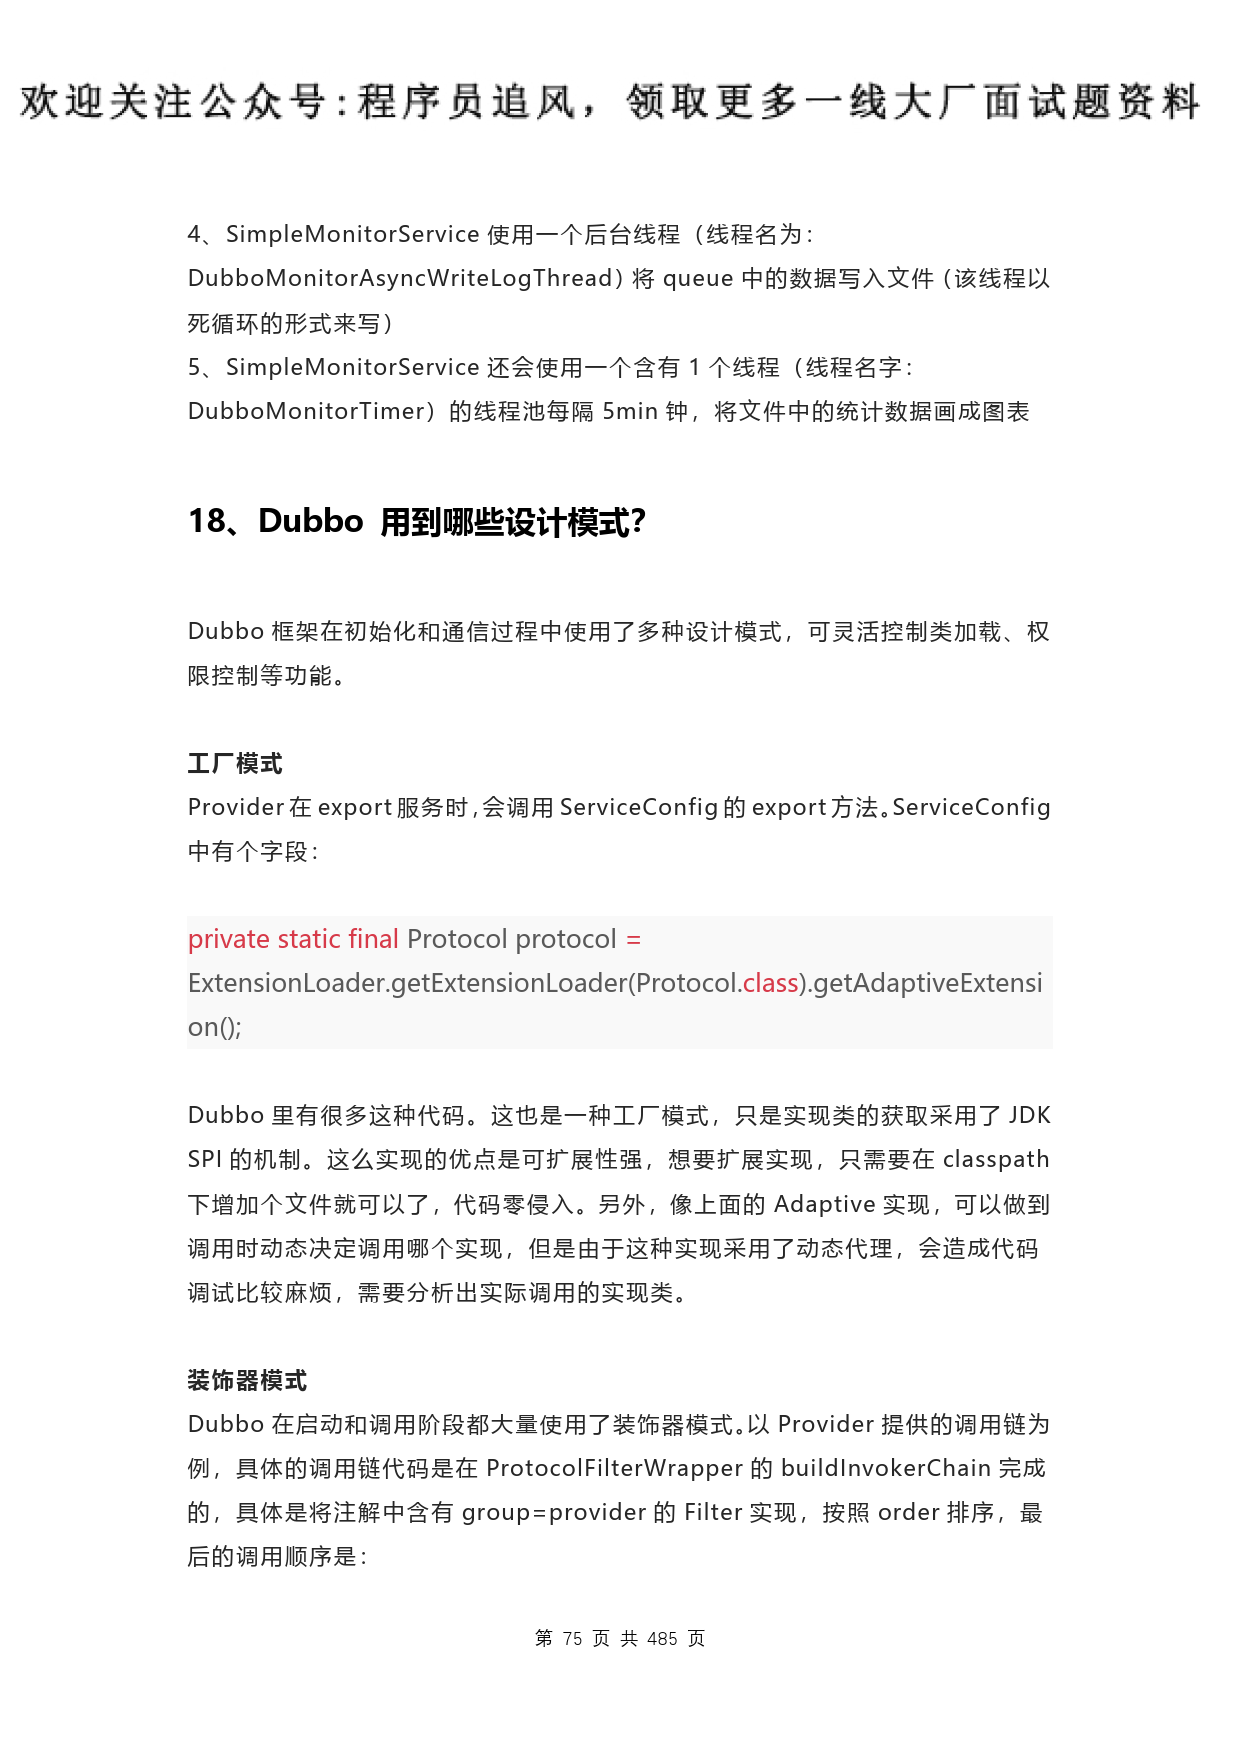 欢迎关注公众号:程序员追风，领取更多一线大厂面试题资料
4、SimpleMonitorService 使用一个后台线程（线程名为：
DubboMonitorAsyncWriteLogThread）将 queue 中的数据写入文件（该线程以
死循环的形式来写）
5、SimpleMonitorService 还会使用一个含有 1 个线程（线程名字：
DubboMonitorTimer）的线程池每隔 5min 钟，将文件中的统计数据画成图表
18、Dubbo 用到哪些设计模式？
Dubbo 框架在初始化和通信过程中使用了多种设计模式，可灵活控制类加载、权
限控制等功能。
工厂模式
Provider 在 export 服务时，会调用 ServiceConfig 的 export 方法。ServiceConfig
中有个字段：
private static final Protocol protocol =
ExtensionLoader.getExtensionLoader(Protocol.class).getAdaptiveExtensi
on();
Dubbo 里有很多这种代码。这也是一种工厂模式，只是实现类的获取采用了 JDK
SPI 的机制。这么实现的优点是可扩展性强，想要扩展实现，只需要在 classpath
下增加个文件就可以了，代码零侵入。另外，像上面的 Adaptive 实现，可以做到
调用时动态决定调用哪个实现，但是由于这种实现采用了动态代理，会造成代码
调试比较麻烦，需要分析出实际调用的实现类。
装饰器模式
Dubbo 在启动和调用阶段都大量使用了装饰器模式。以 Provider 提供的调用链为
例，具体的调用链代码是在 ProtocolFilterWrapper 的 buildInvokerChain 完成
的，具体是将注解中含有 group=provider 的 Filter 实现，按照 order 排序，最
后的调用顺序是：
第 75 页 共 485 页